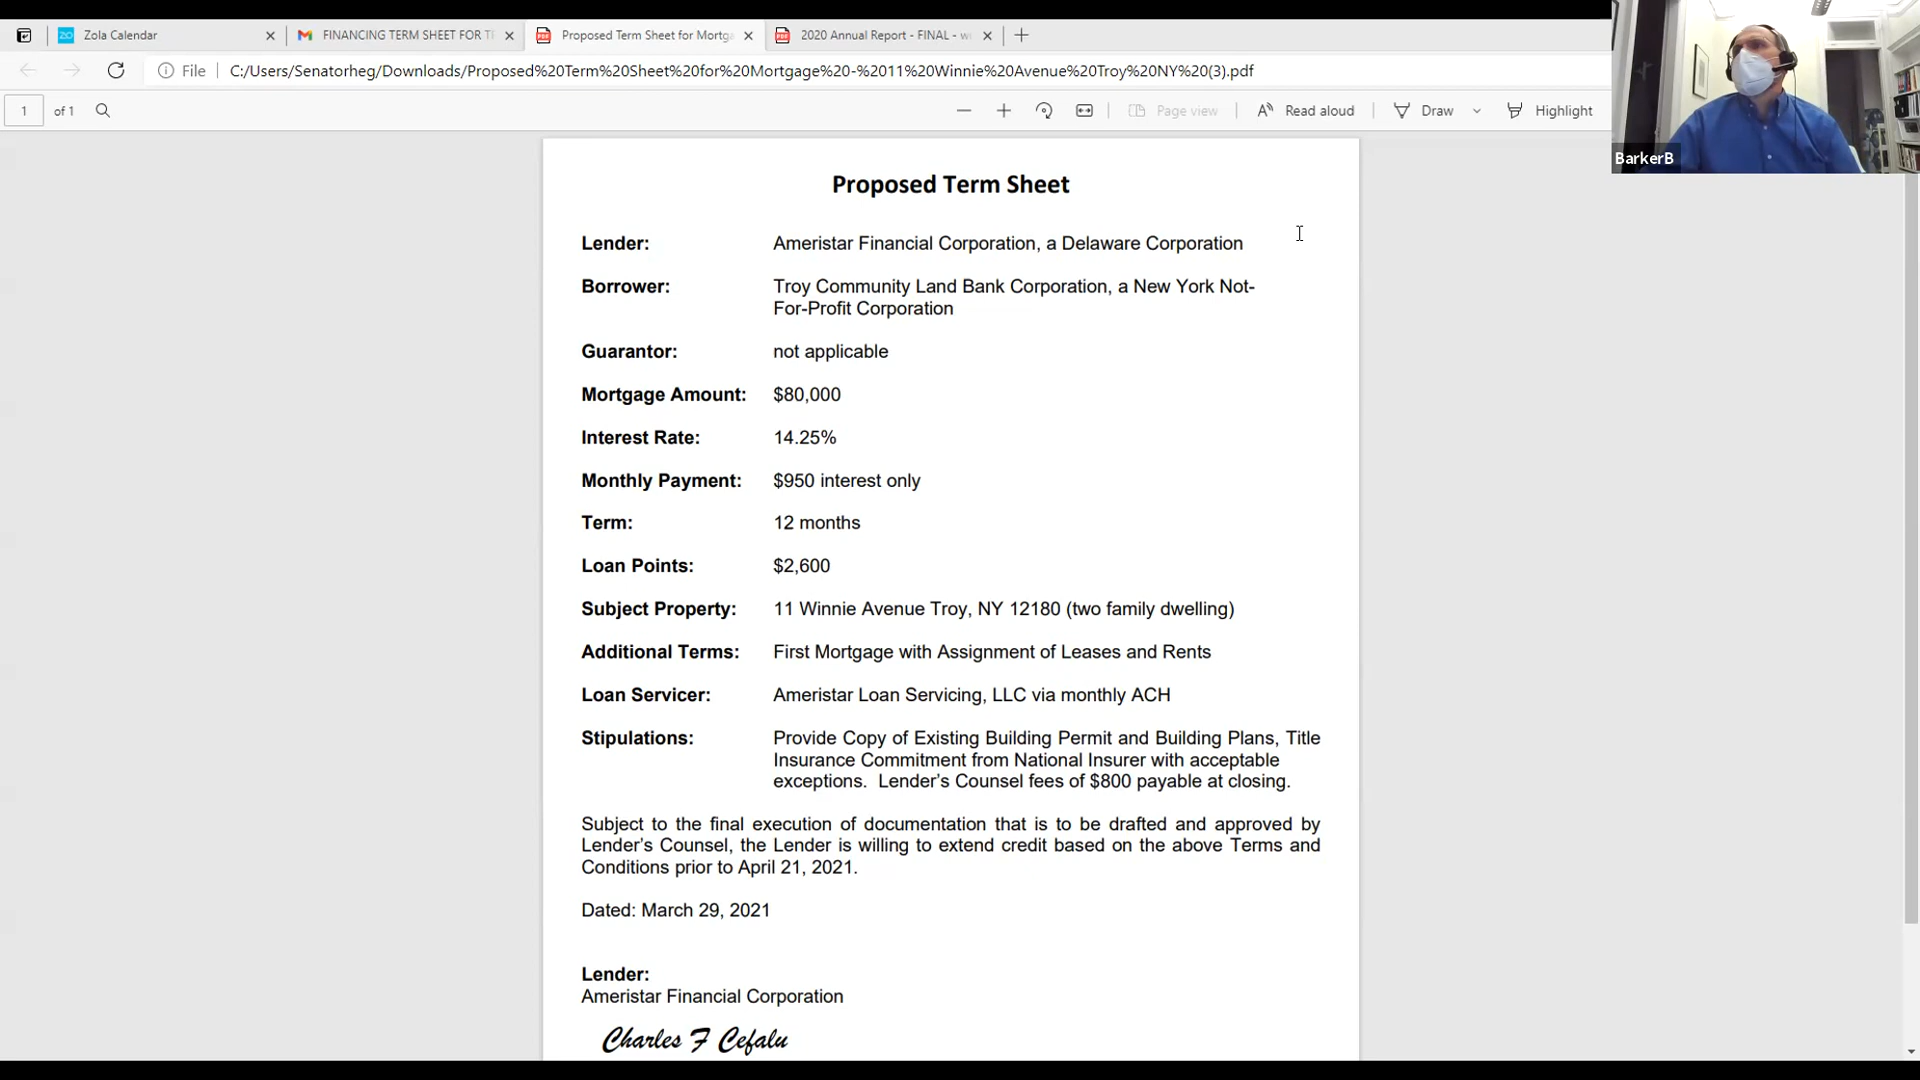 Zola Calendar
FINANCING TERM SHEET FOR T
Proposed Term Sheet for Mortga
2020 Annual Report - FINAL - w
File
C:/Users/Senatorheg/Downloads/Proposed%20Term%20Sheet%20for%20Mortgage%20-%2011%20Winnie%20Avenue%20Troy%20NY%20(3).pdf
1 of 1
Page view
Read aloud
Draw
Highlight
BarkerB
Proposed Term Sheet
Lender: Ameristar Financial Corporation, a Delaware Corporation
Borrower: Troy Community Land Bank Corporation, a New York Not-
For-Profit Corporation
Guarantor: not applicable
Mortgage Amount: $80,000
Interest Rate: 14.25%
Monthly Payment: $950 interest only
Term: 12 months
Loan Points: $2,600
Subject Property: 11 Winnie Avenue Troy, NY 12180 (two family dwelling)
Additional Terms: First Mortgage with Assignment of Leases and Rents
Loan Servicer: Ameristar Loan Servicing, LLC via monthly ACH
Stipulations: Provide Copy of Existing Building Permit and Building Plans, Title
Insurance Commitment from National Insurer with acceptable
exceptions. Lender's Counsel fees of $800 payable at closing.
Subject to the final execution of documentation that is to be drafted and approved by
Lender's Counsel, the Lender is willing to extend credit based on the above Terms and
Conditions prior to April 21, 2021.
Dated: March 29, 2021
Lender:
Ameristar Financial Corporation
Charles F Cefalu